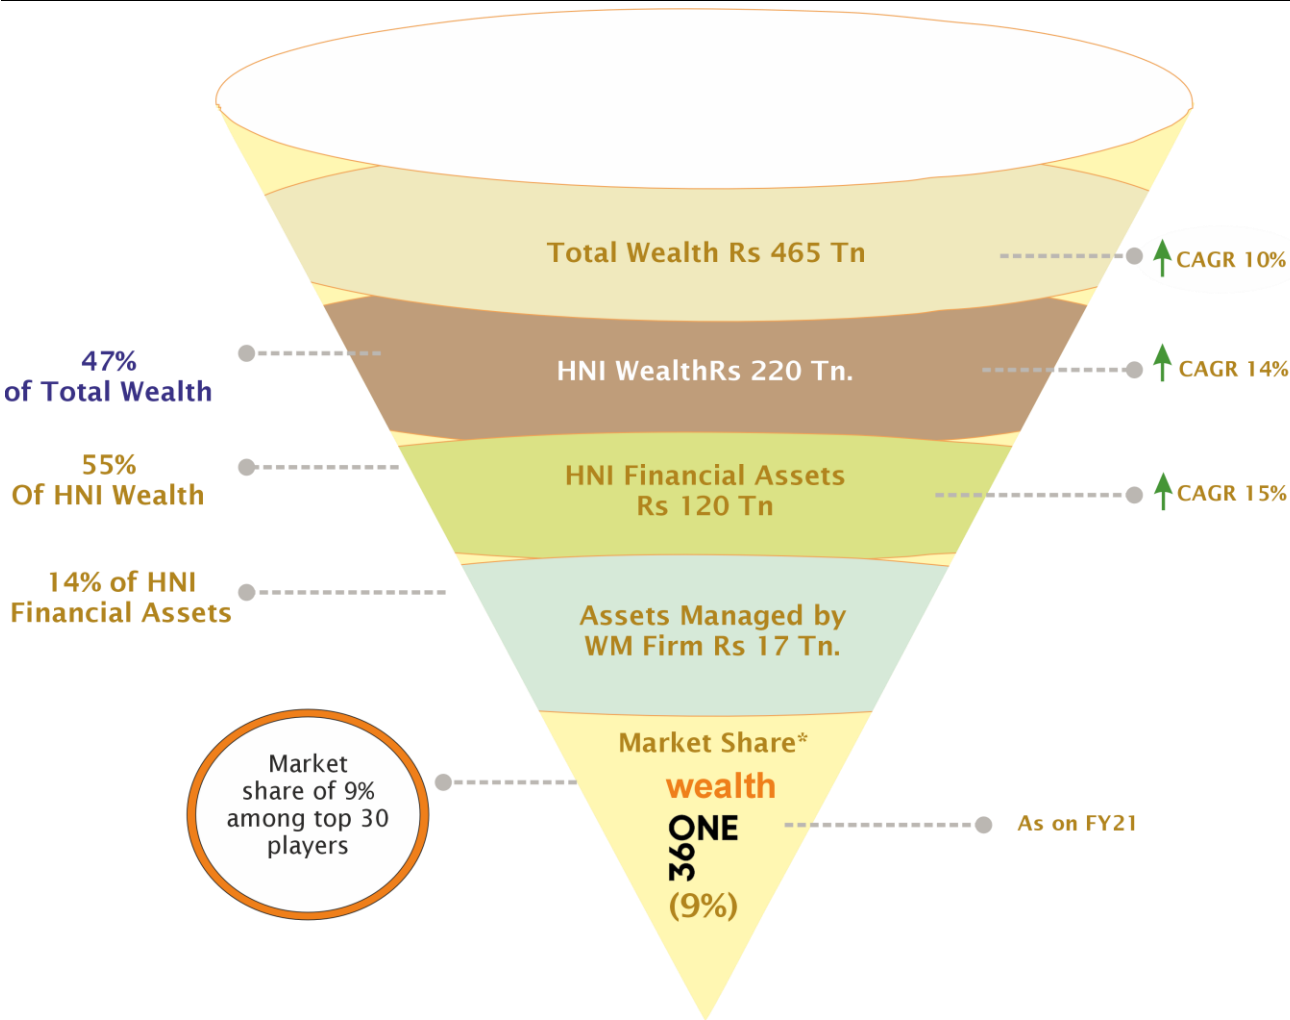 Total Wealth Rs 465 Tn
CAGR 10%
47%
of Total Wealth
HNI WealthRs 220 Tn.
CAGR 14%
55%
Of HNI Wealth
HNI Financial Assets
Rs 120 Tn
CAGR 15%
14% of HNI
Financial Assets
Assets Managed by
WM Firm Rs 17 Tn.
Market
share of 9%
among top 30
players
Market Share*
wealth
ONE
36
(9%)
As on FY21